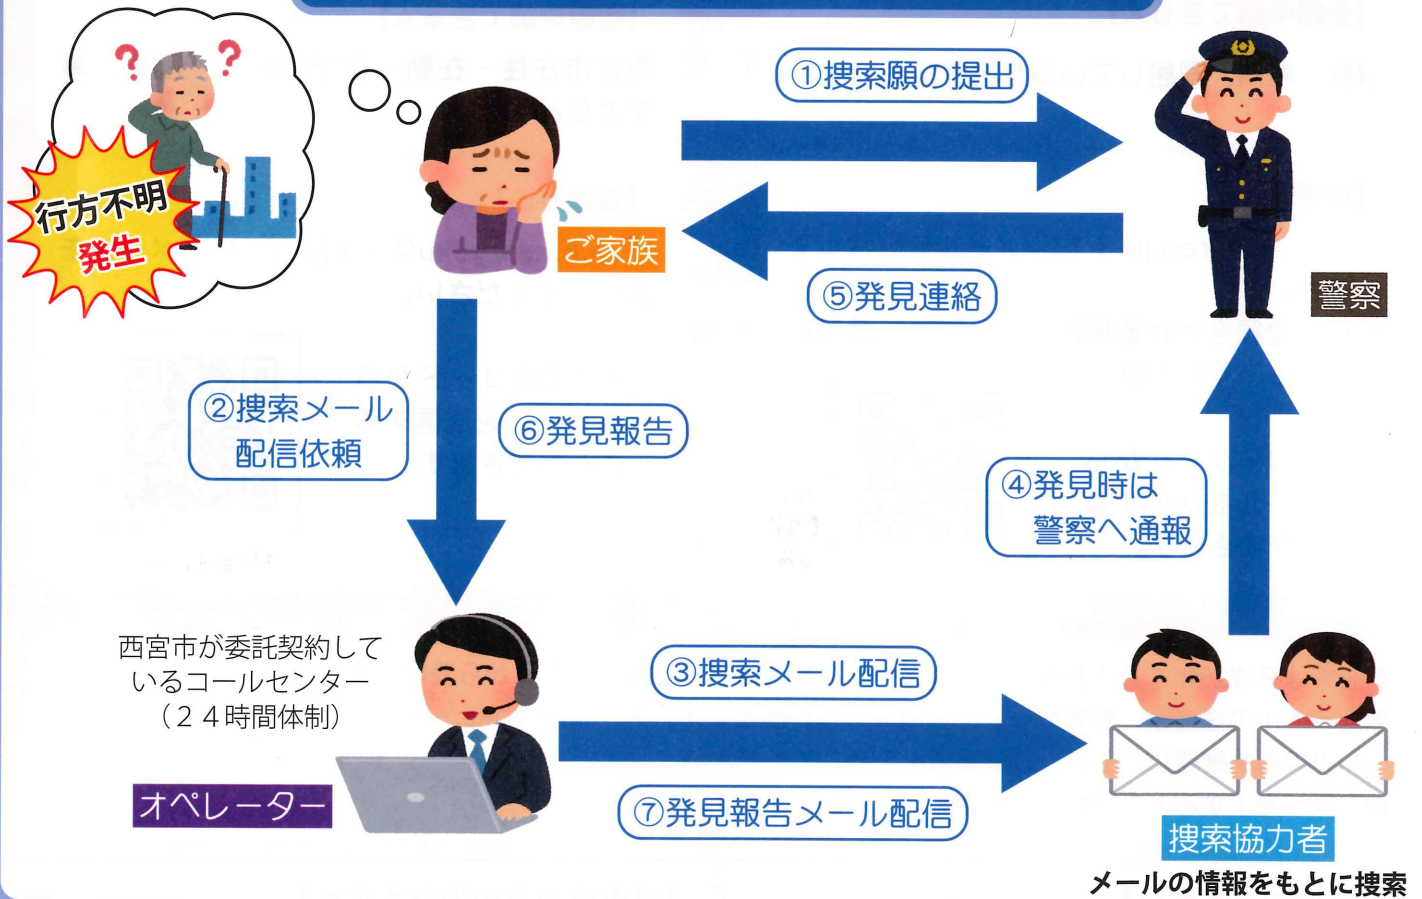 ？ ？
行方不明
発生
ご家族
①捜索願の提出
⑤発見連絡
警察
②捜索メール
配信依頼
⑥発見報告
④発見時は
警察へ通報
西宮市が委託契約して
いるコールセンター
（２４時間体制）
オペレーター
③捜索メール配信
⑦発見報告メール配信
捜索協力者
メールの情報をもとに捜索